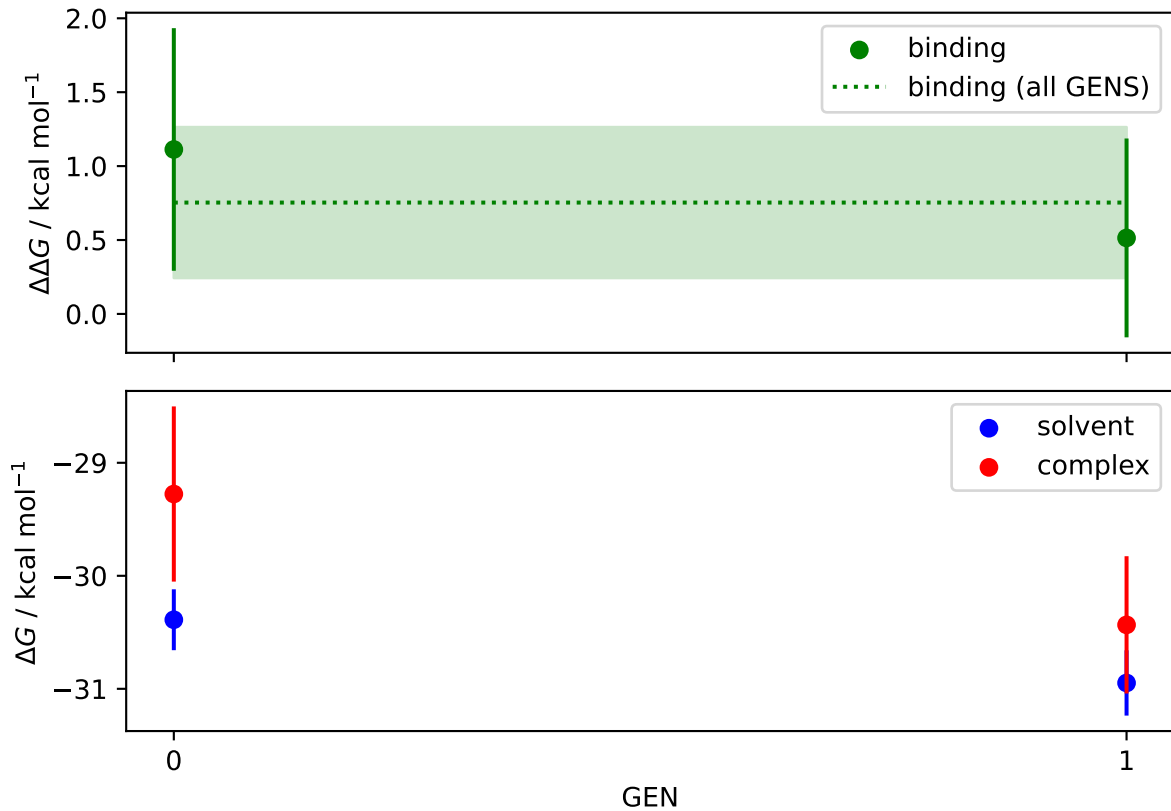 2.0
1.5
1.0
0.5
0.0
ΔΔG / kcal mol⁻¹
binding
binding (all GENS)
−29
−30
−31
ΔG / kcal mol⁻¹
solvent
complex
0
1
GEN